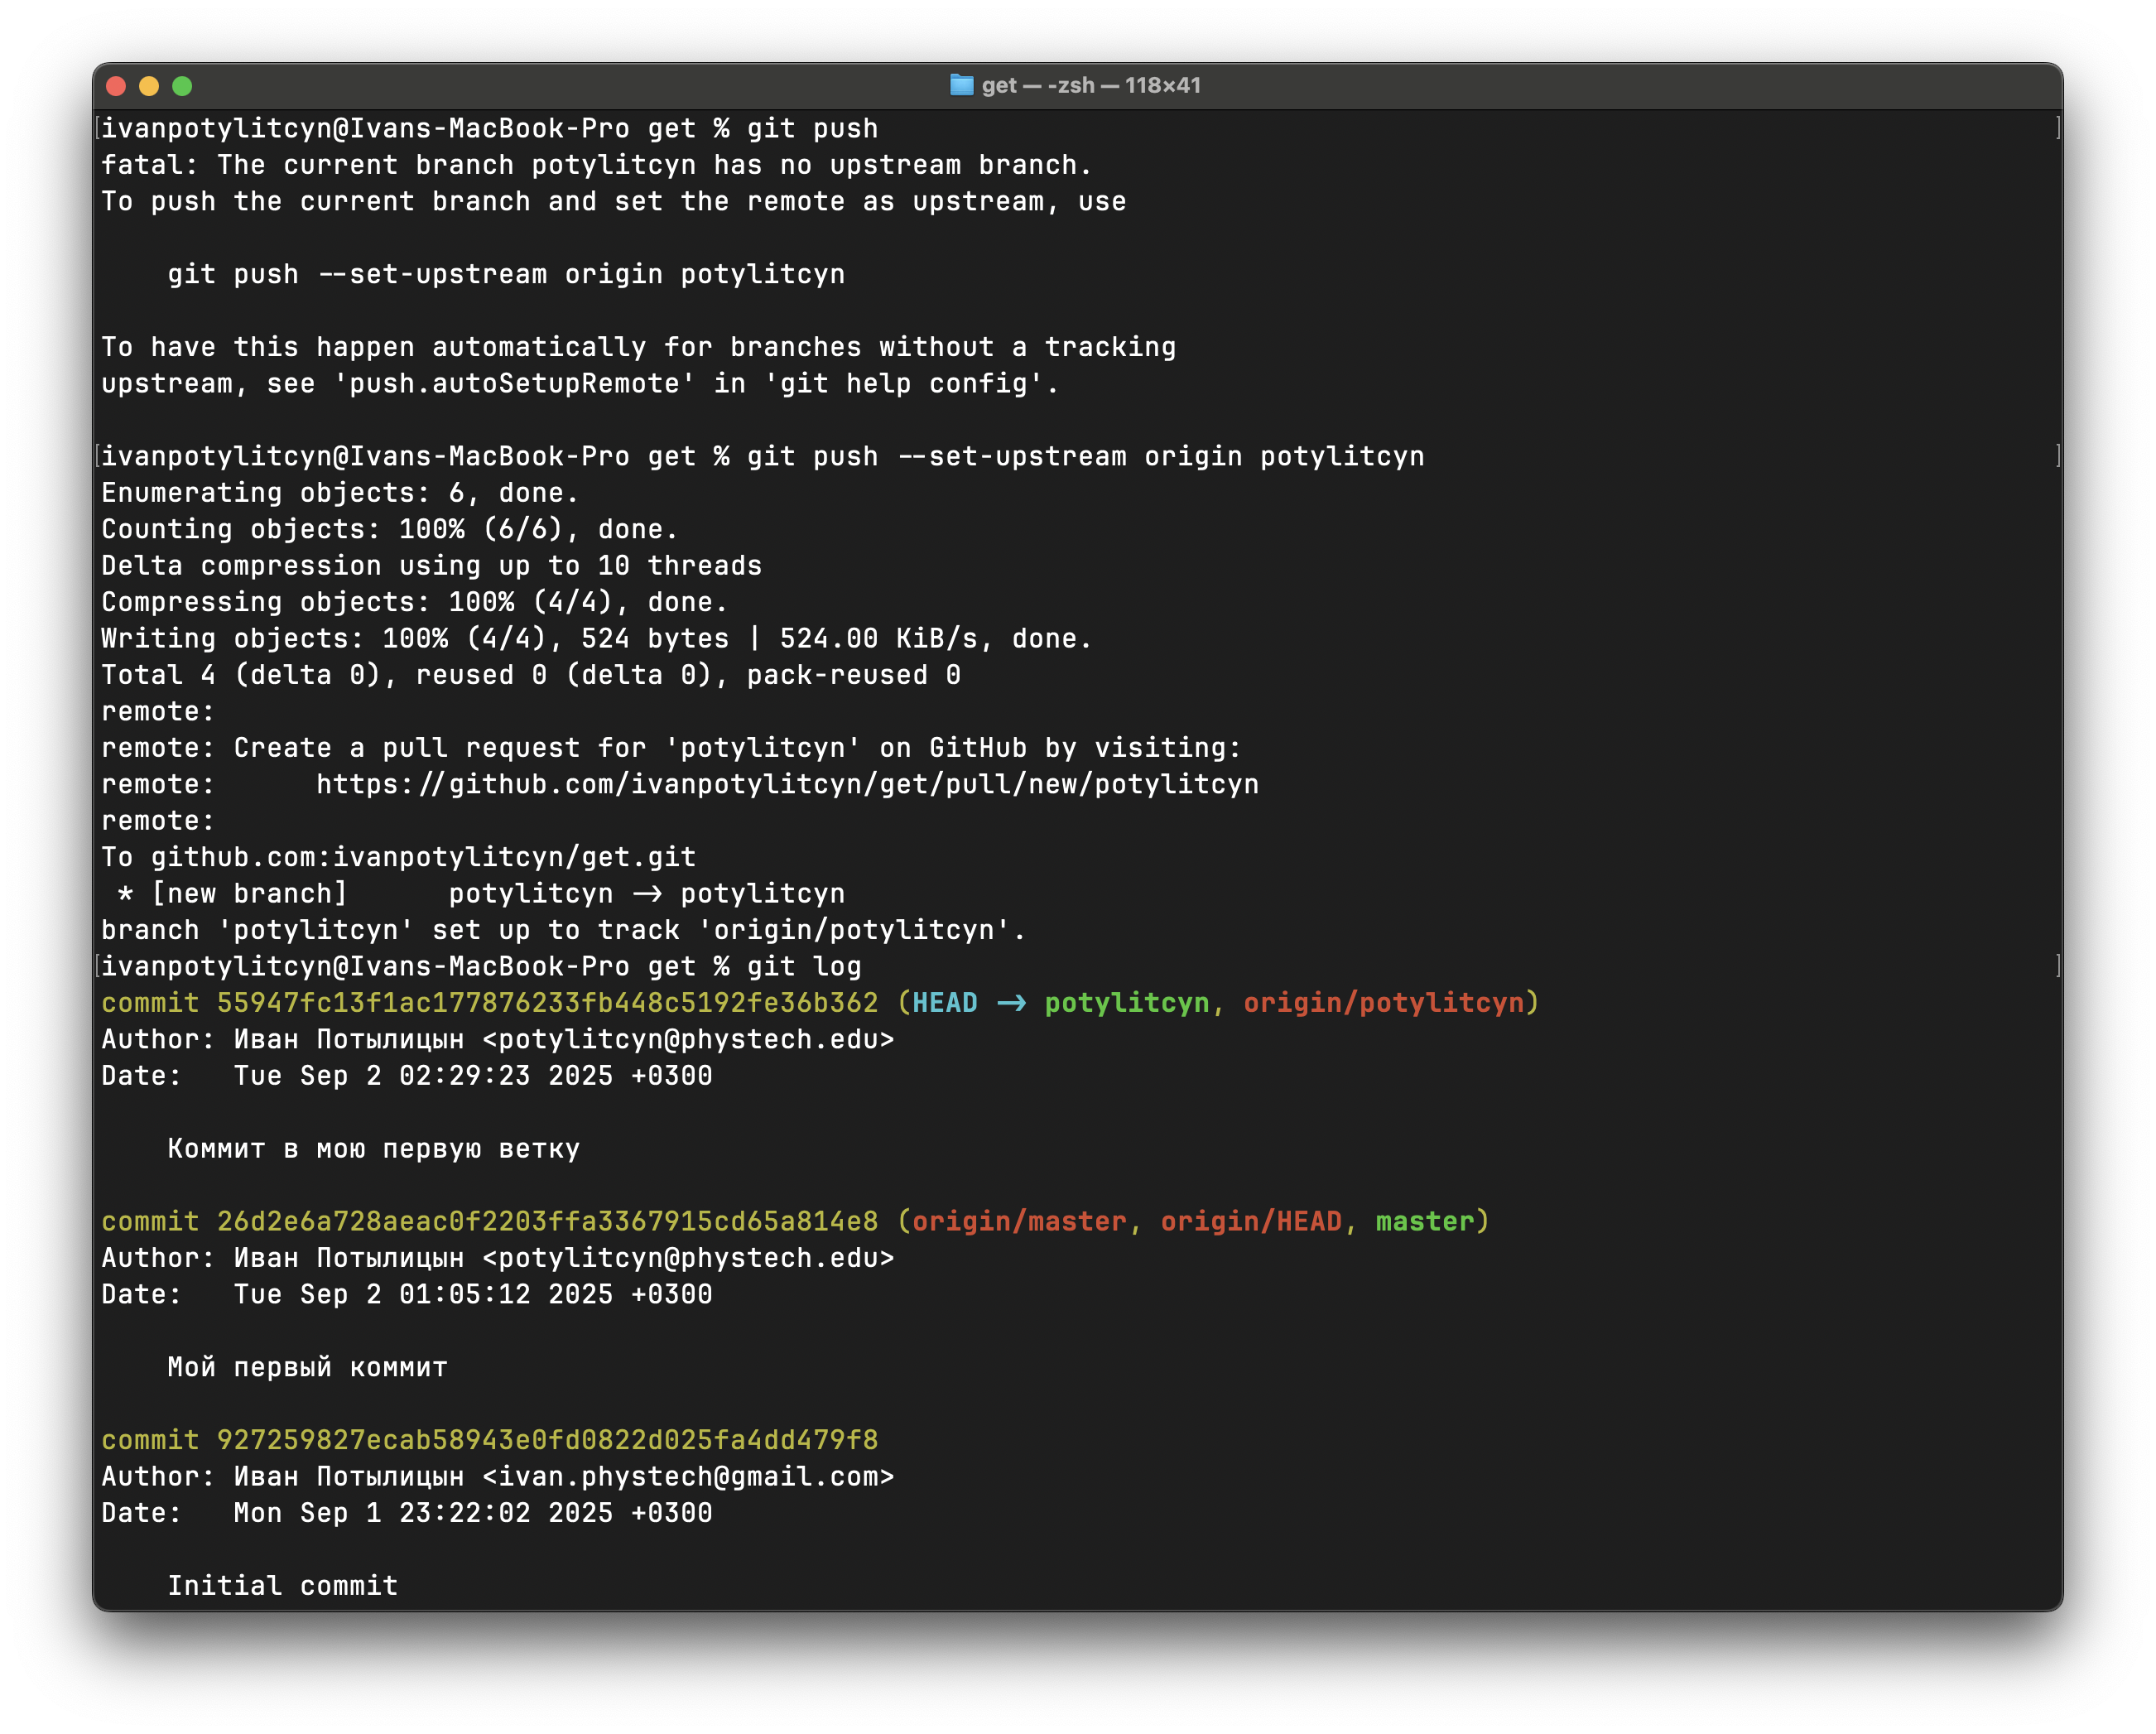 get — -zsh — 118×41
ivanpotylitcyn@Ivans-MacBook-Pro get % git push
fatal: The current branch potylitcyn has no upstream branch.
To push the current branch and set the remote as upstream, use
    git push --set-upstream origin potylitcyn
To have this happen automatically for branches without a tracking
upstream, see 'push.autoSetupRemote' in 'git help config'.
ivanpotylitcyn@Ivans-MacBook-Pro get % git push --set-upstream origin potylitcyn
Enumerating objects: 6, done.
Counting objects: 100% (6/6), done.
Delta compression using up to 10 threads
Compressing objects: 100% (4/4), done.
Writing objects: 100% (4/4), 524 bytes | 524.00 KiB/s, done.
Total 4 (delta 0), reused 0 (delta 0), pack-reused 0
remote:
remote: Create a pull request for 'potylitcyn' on GitHub by visiting:
remote:      https://github.com/ivanpotylitcyn/get/pull/new/potylitcyn
remote:
To github.com:ivanpotylitcyn/get.git
 * [new branch]      potylitcyn -> potylitcyn
branch 'potylitcyn' set up to track 'origin/potylitcyn'.
ivanpotylitcyn@Ivans-MacBook-Pro get % git log
commit 55947fc13f1ac177876233fb448c5192fe36b362 (HEAD -> potylitcyn, origin/potylitcyn)
Author: Иван Потылицын <potylitcyn@phystech.edu>
Date:   Tue Sep 2 02:29:23 2025 +0300
    Коммит в мою первую ветку
commit 26d2e6a728aeac0f2203ffa3367915cd65a814e8 (origin/master, origin/HEAD, master)
Author: Иван Потылицын <potylitcyn@phystech.edu>
Date:   Tue Sep 2 01:05:12 2025 +0300
    Мой первый коммит
commit 927259827ecab58943e0fd0822d025fa4dd479f8
Author: Иван Потылицын <ivan.phystech@gmail.com>
Date:   Mon Sep 1 23:22:02 2025 +0300
    Initial commit